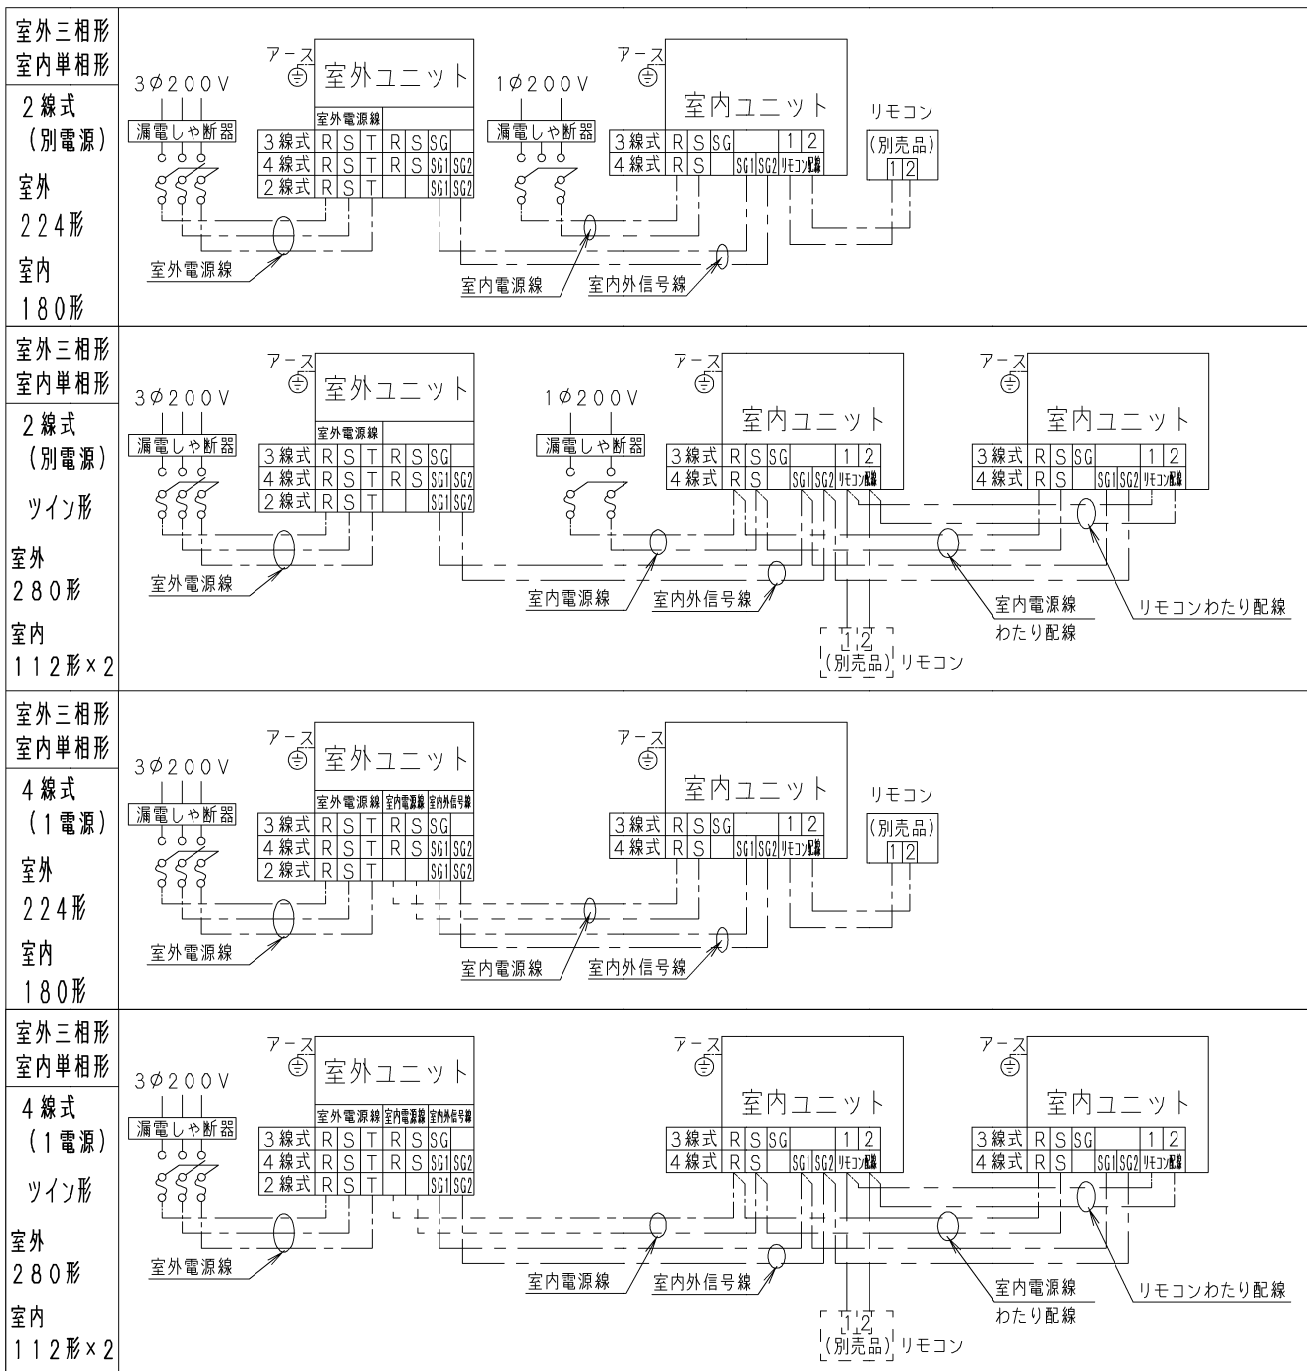 室外三相形
室内単相形
2線式
(別電源)
室外
224形
室内
180形
3φ200V
漏電しゃ断器
アース
室外ユニット
室外電源線
3線式 R S T R S SG
4線式 R S T R S SG1 SG2
2線式 R S T SG1 SG2
室外電源線
1φ200V
漏電しゃ断器
アース
室内ユニット
3線式 R S SG 1 2
4線式 R S SG1 SG2 リモコン配線
リモコン
(別売品)
1 2
室内電源線
室内外信号線
室外三相形
室内単相形
2線式
(別電源)
ツイン形
室外
280形
室内
112形×2
3φ200V
漏電しゃ断器
アース
室外ユニット
室外電源線
3線式 R S T R S SG
4線式 R S T R S SG1 SG2
2線式 R S T SG1 SG2
室外電源線
1φ200V
漏電しゃ断器
アース
室内ユニット
3線式 R S SG 1 2
4線式 R S SG1 SG2 リモコン配線
アース
室内ユニット
3線式 R S SG 1 2
4線式 R S SG1 SG2 リモコン配線
室内電源線
室内外信号線
室内電源線
わたり配線
リモコンわたり配線
1 2
(別売品) リモコン
室外三相形
室内単相形
4線式
(1電源)
室外
224形
室内
180形
3φ200V
漏電しゃ断器
アース
室外ユニット
室外電源線 室内電源線 室内外信号線
3線式 R S T R S SG
4線式 R S T R S SG1 SG2
2線式 R S T SG1 SG2
室外電源線
アース
室内ユニット
3線式 R S SG 1 2
4線式 R S SG1 SG2 リモコン配線
リモコン
(別売品)
1 2
室内電源線
室内外信号線
室外三相形
室内単相形
4線式
(1電源)
ツイン形
室外
280形
室内
112形×2
3φ200V
漏電しゃ断器
アース
室外ユニット
室外電源線 室内電源線 室内外信号線
3線式 R S T R S SG
4線式 R S T R S SG1 SG2
2線式 R S T SG1 SG2
室外電源線
アース
室内ユニット
3線式 R S SG 1 2
4線式 R S SG1 SG2 リモコン配線
アース
室内ユニット
3線式 R S SG 1 2
4線式 R S SG1 SG2 リモコン配線
室内電源線
室内外信号線
室内電源線
わたり配線
リモコンわたり配線
1 2
(別売品) リモコン